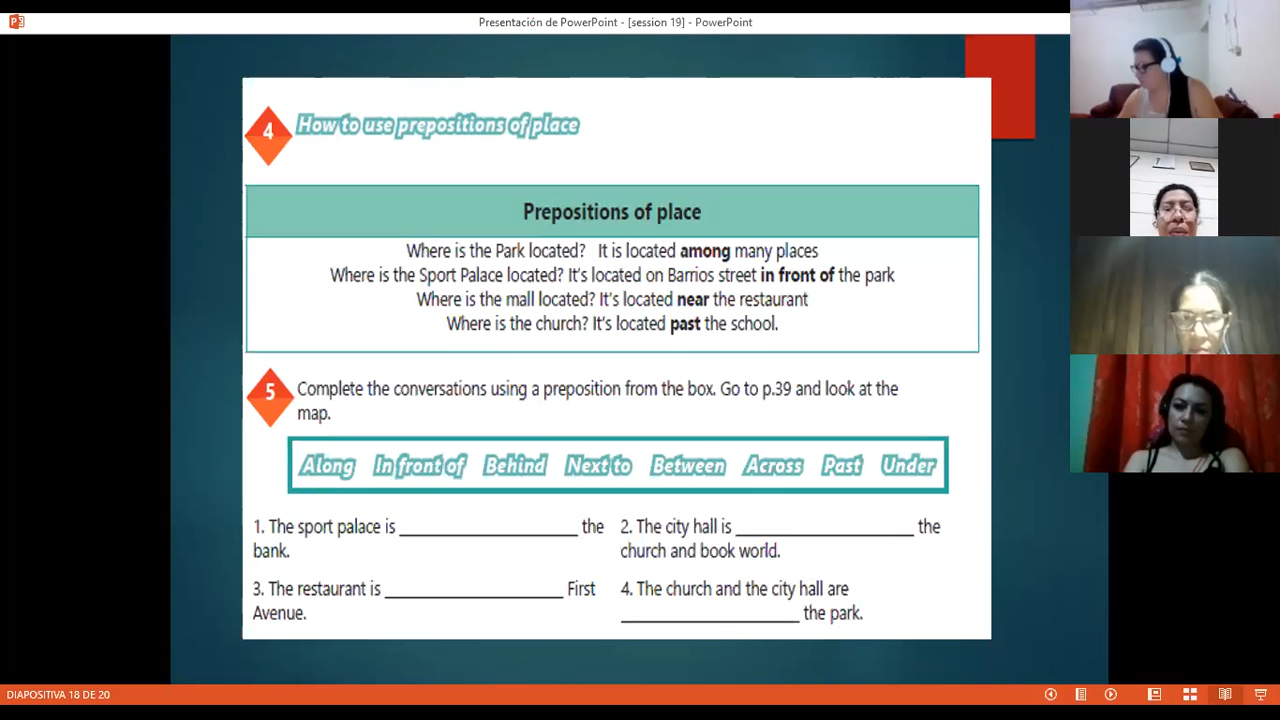 Presentación de PowerPoint - [session 19] - PowerPoint
4
How to use prepositions of place
Prepositions of place
Where is the Park located? It is located among many places
Where is the Sport Palace located? It's located on Barrios street in front of the park
Where is the mall located? It's located near the restaurant
Where is the church? It's located past the school.
5
Complete the conversations using a preposition from the box. Go to p.39 and look at the
map.
Along In front of Behind Next to Between Across Past Under
1. The sport palace is ____________________ the
bank.
2. The city hall is ____________________ the
church and book world.
3. The restaurant is ____________________ First
Avenue.
4. The church and the city hall are
____________________ the park.
DIAPOSITIVA 18 DE 20